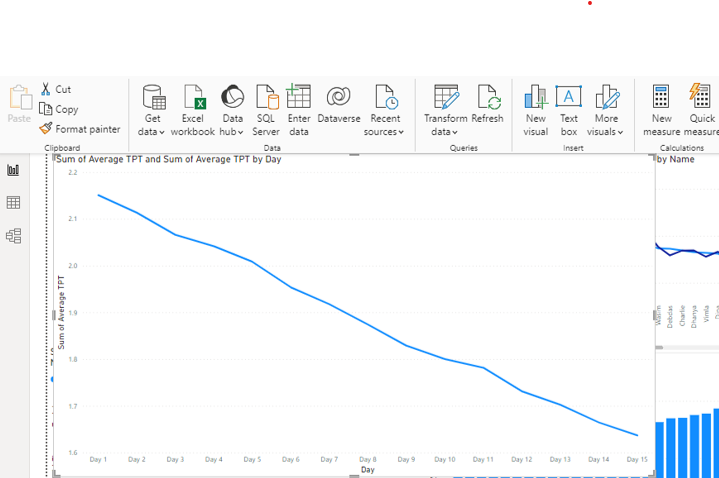 Paste
Cut
Copy
Format painter
Clipboard
Get data
Excel workbook
Data hub
SQL Server
Enter data
Dataverse
Recent sources
Data
Transform data
Refresh
Queries
New visual
Text box
More visuals
Insert
New measure
Quick measure
Calculations
Sum of Average TPT and Sum of Average TPT by Day
by Name
2.2
2.1
2.0
1.9
1.8
1.7
1.6
Sum of Average TPT
Day 1 Day 2 Day 3 Day 4 Day 5 Day 6 Day 7 Day 8 Day 9 Day 10 Day 11 Day 12 Day 13 Day 14 Day 15
Day
Debdas
Charlie
Dhanya
Vimla